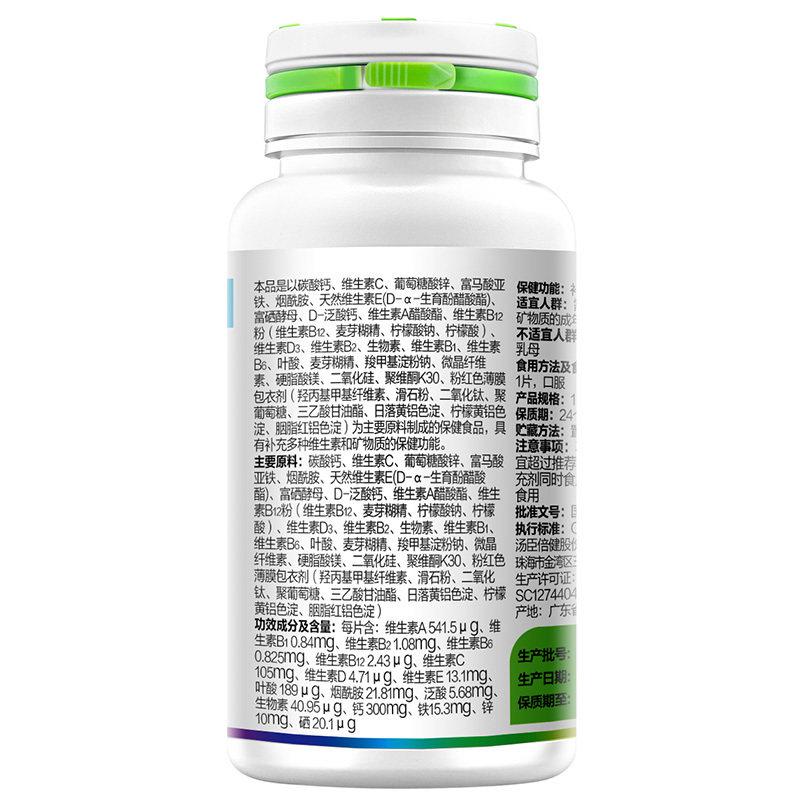 本品是以碳酸钙、维生素C、葡萄糖酸锌、富马酸亚
铁、烟酰胺、天然维生素E(D-α-生育酚醋酸酯)、
富硒酵母、D-泛酸钙、维生素A醋酸酯、维生素B12
粉（维生素B12、麦芽糊精、柠檬酸钠、柠檬酸）、
维生素D3、维生素B2、生物素、维生素B1、维生素
B6、叶酸、麦芽糊精、羧甲基淀粉钠、微晶纤维
素、硬脂酸镁、二氧化硅、聚维酮K30、粉红色薄膜
包衣剂（羟丙基甲基纤维素、滑石粉、二氧化钛、聚
葡萄糖、三乙酸甘油酯、日落黄铝色淀、柠檬黄铝色
淀、胭脂红铝色淀）为主要原料制成的保健食品，具
有补充多种维生素和矿物质的保健功能。
主要原料：碳酸钙、维生素C、葡萄糖酸锌、富马酸
亚铁、烟酰胺、天然维生素E(D-α-生育酚醋酸
酯)、富硒酵母、D-泛酸钙、维生素A醋酸酯、维生
素B12粉（维生素B12、麦芽糊精、柠檬酸钠、柠檬
酸）、维生素D3、维生素B2、生物素、维生素B1、
维生素B6、叶酸、麦芽糊精、羧甲基淀粉钠、微晶
纤维素、硬脂酸镁、二氧化硅、聚维酮K30、粉红色
薄膜包衣剂（羟丙基甲基纤维素、滑石粉、二氧化
钛、聚葡萄糖、三乙酸甘油酯、日落黄铝色淀、柠檬
黄铝色淀、胭脂红铝色淀）
功效成分及含量：每片含：维生素A 541.5μg、维
生素B1 0.84mg、维生素B2 1.08mg、维生素B6
0.825mg、维生素B12 2.43μg、维生素C
105mg、维生素D 4.71μg、维生素E 13.1mg、
叶酸 189μg、烟酰胺 21.81mg、泛酸 5.68mg、
生物素 40.95μg、钙 300mg、铁15.3mg、锌
10mg、硒 20.1μg
保健功能：
适宜人群：
矿物质的成年
不适宜人群
乳母
食用方法及食
1片，口服
产品规格：1
保质期：24
贮藏方法：置
注意事项：
宜超过推荐
充剂同时食
食用
批准文号：国
执行标准：
汤臣倍健股份
珠海市金湾区三
生产许可证：
SC1274404
产地：广东省
生产批号：
生产日期：
保质期至：